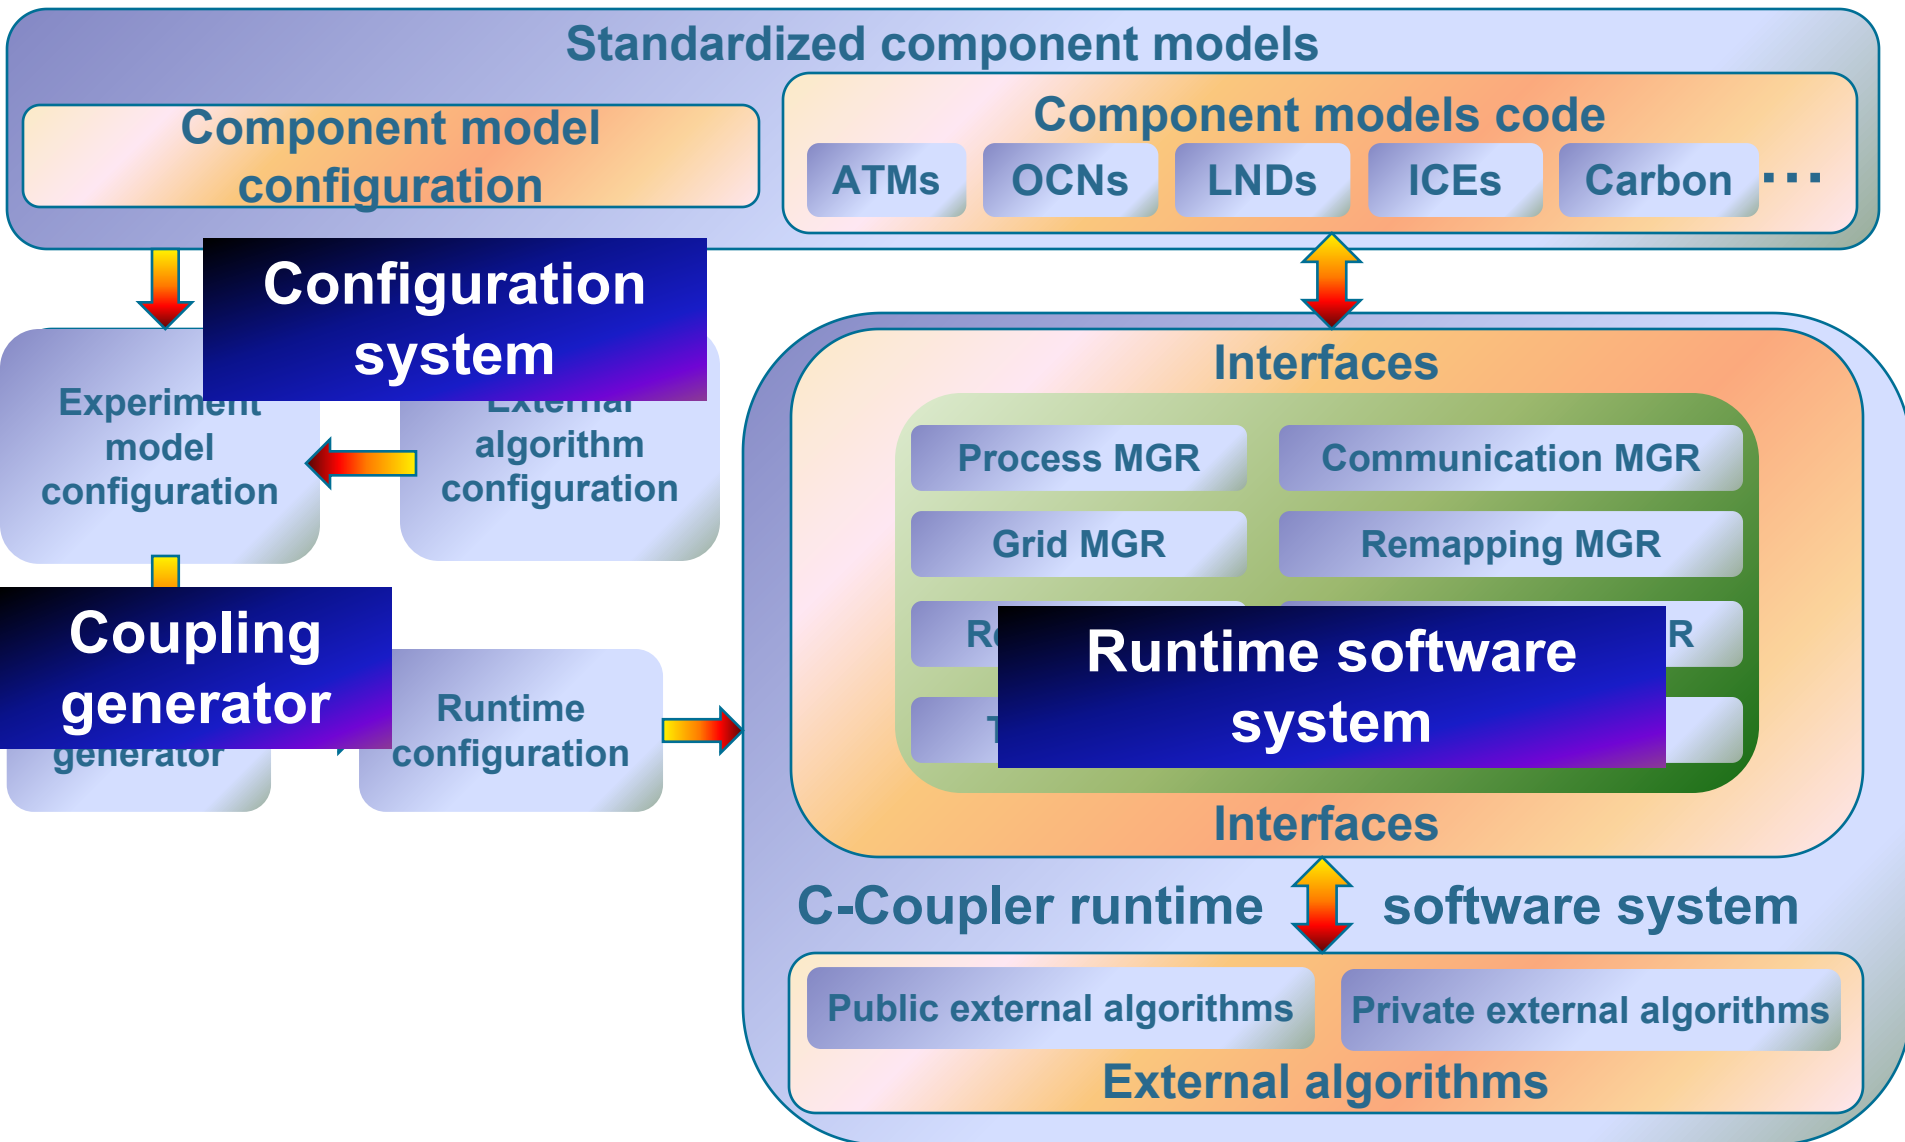 Standardized component models
Component model
configuration
Component models code
ATMs
OCNs
LNDs
ICEs
Carbon
...
Configuration
system
Experiment
model
configuration
External
algorithm
configuration
Interfaces
Process MGR
Communication MGR
Grid MGR
Remapping MGR
Coupling
generator
generator
Runtime
configuration
R
Runtime software
system
T
Interfaces
C-Coupler runtime
software system
Public external algorithms
Private external algorithms
External algorithms